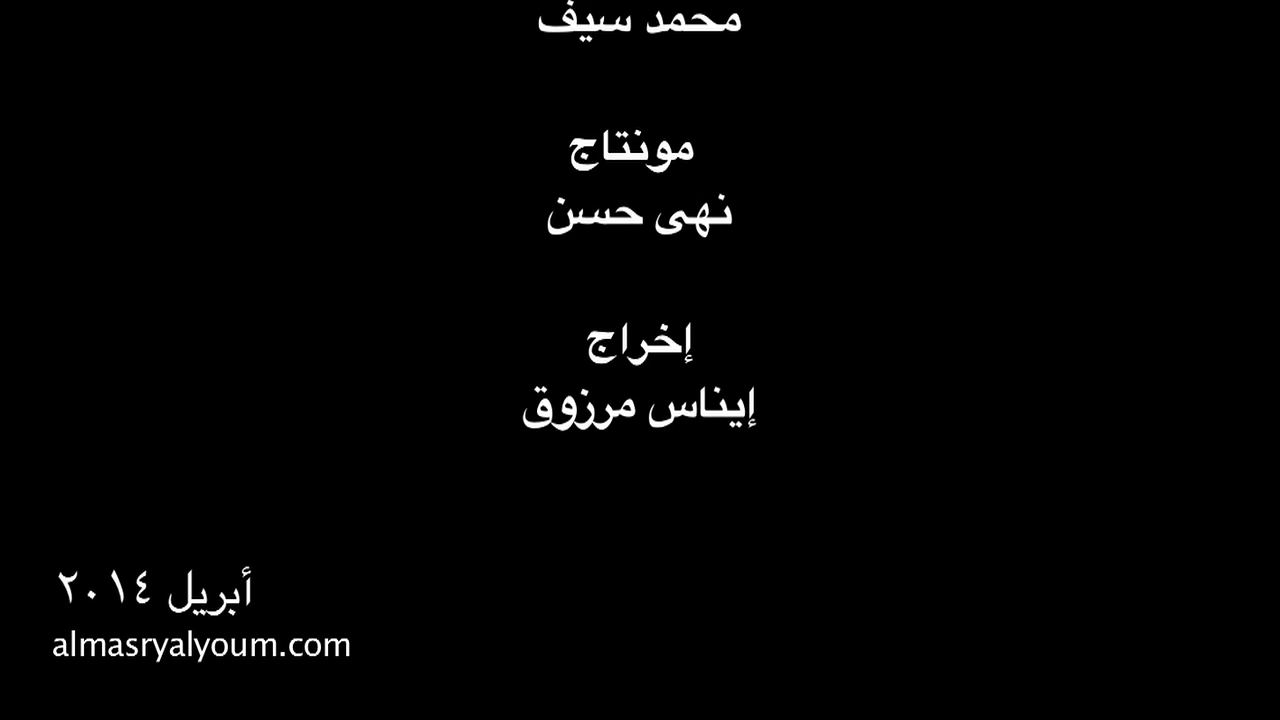 محمد سيف
مونتاج
نهى حسن
إخراج
إيناس مرزوق
أبريل ٢٠١٤
almasryalyoum.com